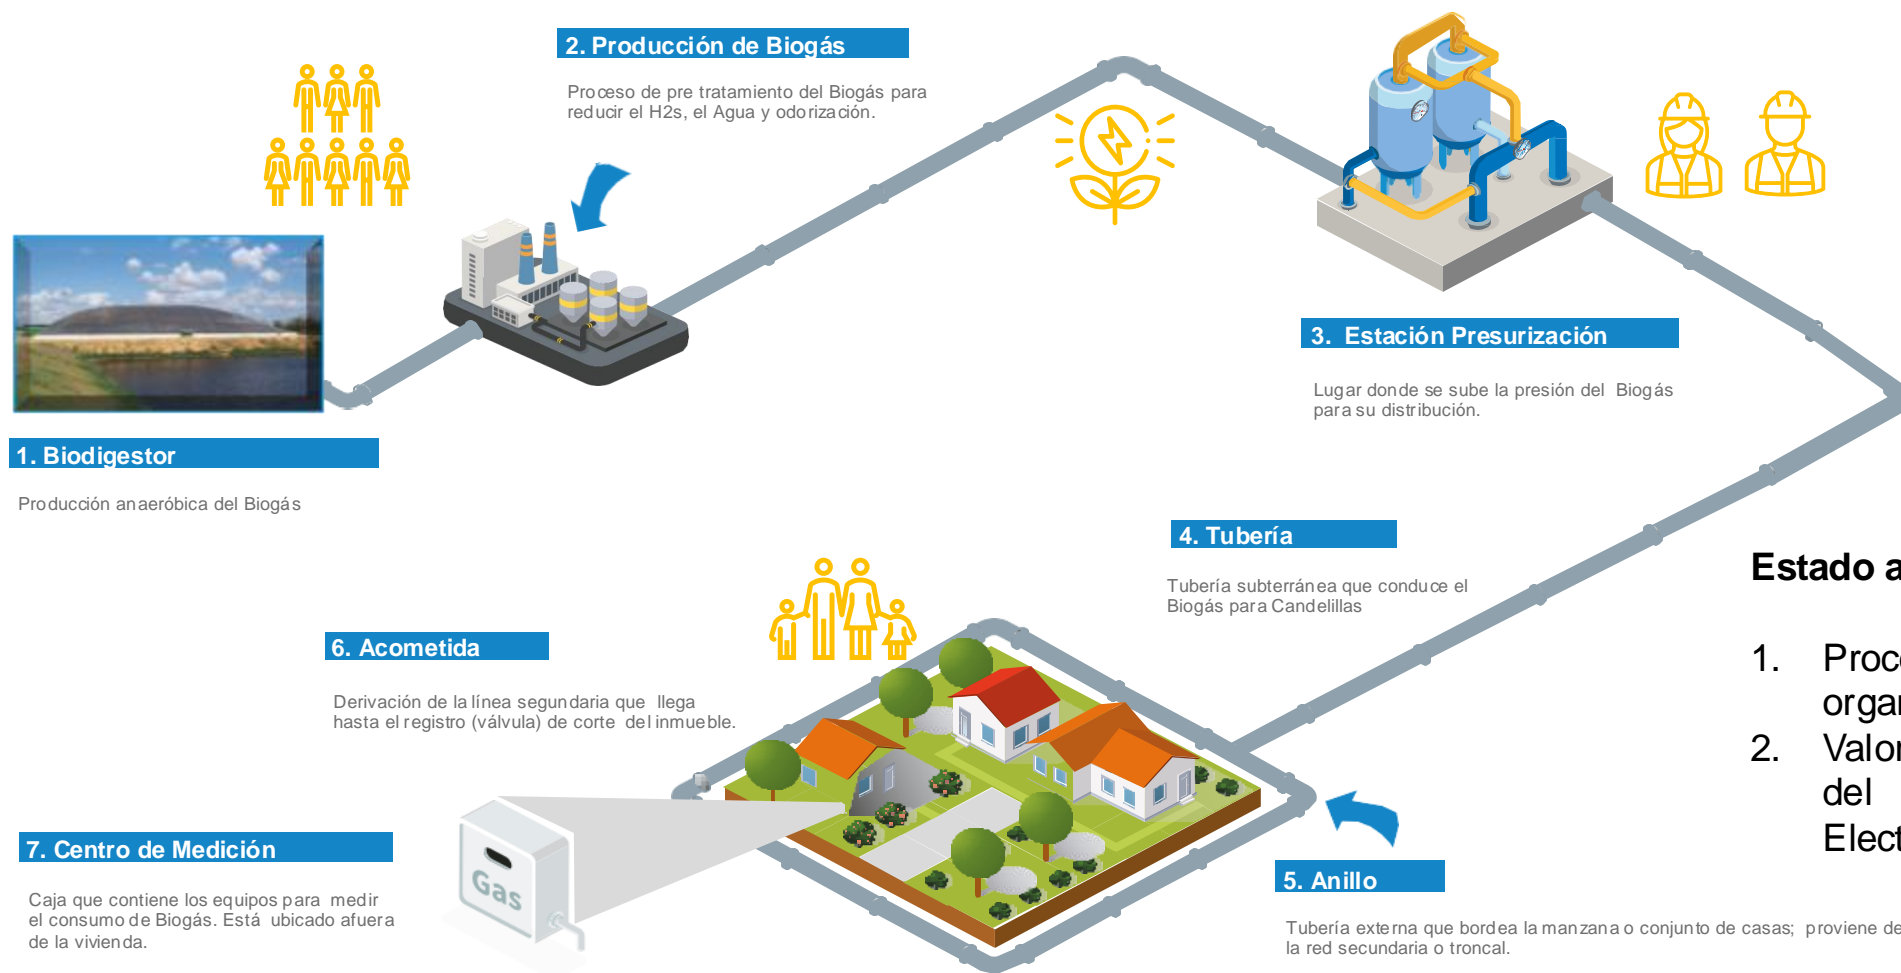 2. Producción de Biogás
Proceso de pre tratamiento del Biogás para
reducir el H2s, el Agua y odorización.
3. Estación Presurización
Lugar donde se sube la presión del Biogás
para su distribución.
1. Biodigestor
Producción anaeróbica del Biogás
4. Tubería
Tubería subterránea que conduce el
Biogás para Candelillas
Estado a
1. Proc
organ
2. Valor
del
Elect
6. Acometida
Derivación de la línea segundaria que llega
hasta el registro (válvula) de corte del inmueble.
7. Centro de Medición
Caja que contiene los equipos para medir
el consumo de Biogás. Está ubicado afuera
de la vivienda.
Gas
5. Anillo
Tubería externa que bordea la manzana o conjunto de casas; proviene de
la red secundaria o troncal.